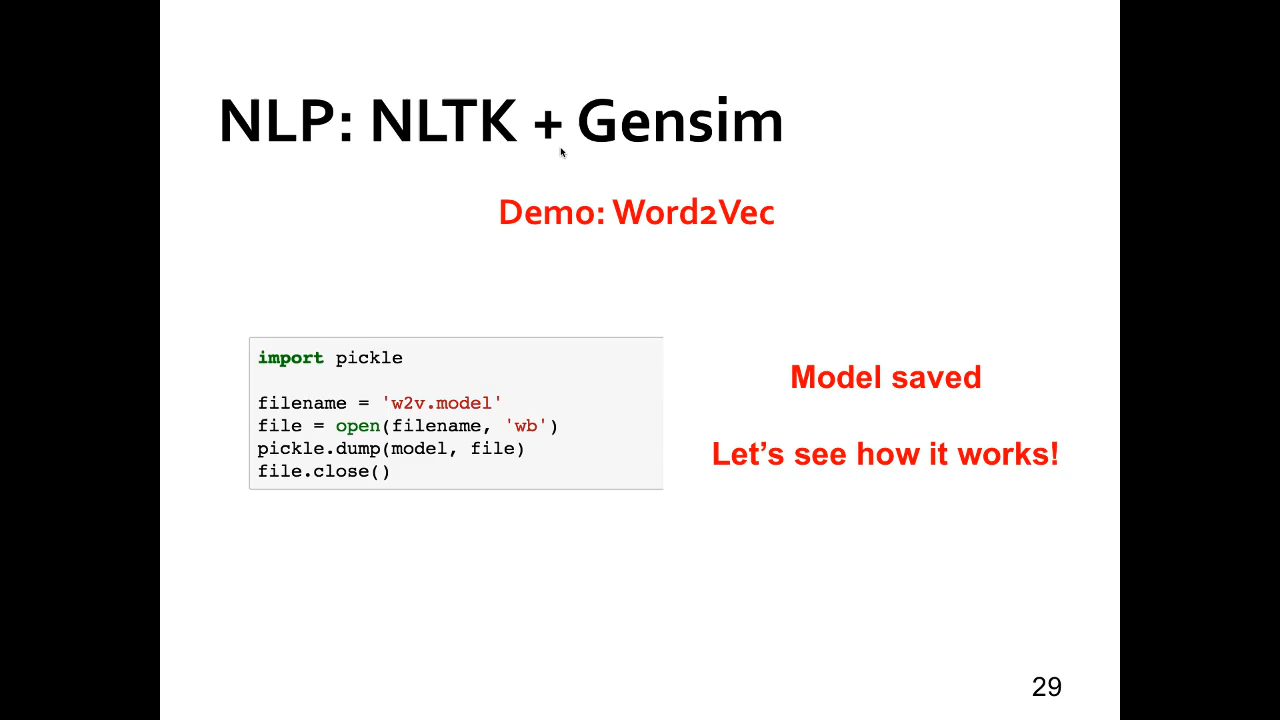 NLP: NLTK + Gensim
Demo: Word2Vec
import pickle
filename = 'w2v.model'
file = open(filename, 'wb')
pickle.dump(model, file)
file.close()
Model saved
Let's see how it works!
29